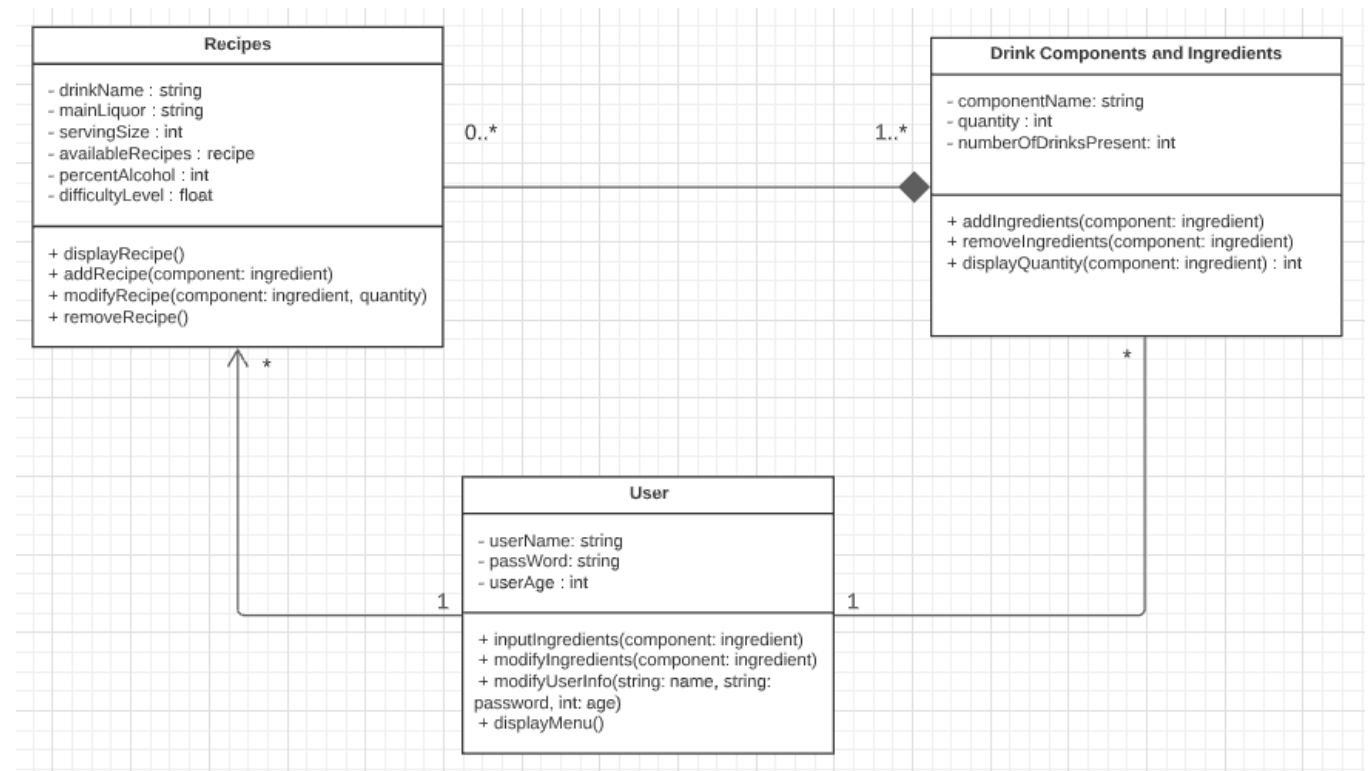 Recipes
- drinkName : string
- mainLiquor : string
- servingSize : int
- availableRecipes : recipe
- percentAlcohol : int
- difficultyLevel : float
+ displayRecipe()
+ addRecipe(component: ingredient)
+ modifyRecipe(component: ingredient, quantity)
+ removeRecipe()
0..*
1..*
Drink Components and Ingredients
- componentName: string
- quantity : int
- numberOfDrinksPresent: int
+ addIngredients(component: ingredient)
+ removeIngredients(component: ingredient)
+ displayQuantity(component: ingredient) : int
*
*
User
- userName: string
- passWord: string
- userAge : int
+ inputIngredients(component: ingredient)
+ modifyIngredients(component: ingredient)
+ modifyUserInfo(string: name, string:
password, int: age)
+ displayMenu()
1
1